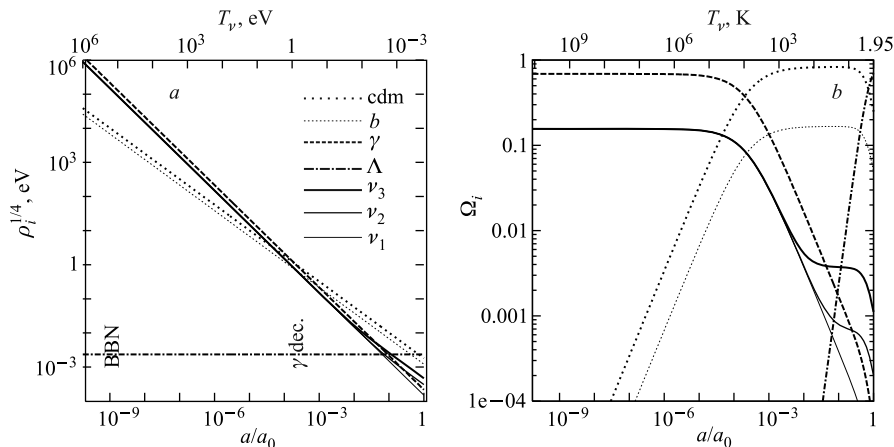 T_ν, eV
10^6 10^3 1 10^−3
10^6
10^3
1
10^−3
ρ_i^{1/4}, eV
a
cdm
b
γ
Λ
ν_3
ν_2
ν_1
BBN
γ dec.
10^−9 10^−6 10^−3 1
a/a_0
T_ν, K
10^9 10^6 10^3 1.95
1
0.1
0.01
0.001
1e−04
Ω_i
b
10^−9 10^−6 10^−3 1
a/a_0